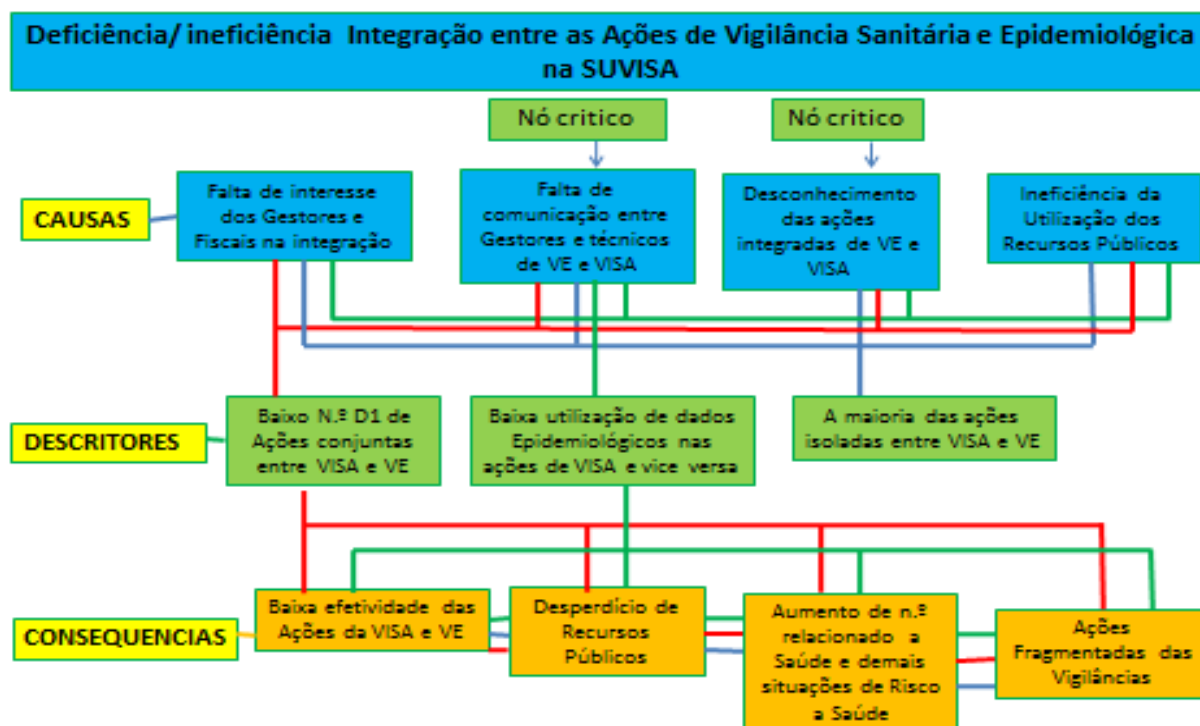 Deficiência/ ineficiência Integração entre as Ações de Vigilância Sanitária e Epidemiológica
na SUVISA
Nó critico
Nó critico
CAUSAS
Falta de interesse
dos Gestores e
Fiscais na integração
Falta de
comunicação entre
Gestores e técnicos
de VE e VISA
Desconhecimento
das ações
integradas de VE e
VISA
Ineficiência da
Utilização dos
Recursos Públicos
DESCRITORES
Baixo N.º D1 de
Ações conjuntas
entre VISA e VE
Baixa utilização de dados
Epidemiológicos nas
ações de VISA e vice versa
A maioria das ações
isoladas entre VISA e VE
CONSEQUENCIAS
Baixa efetividade das
Ações da VISA e VE
Desperdício de
Recursos
Públicos
Aumento de n.º
relacionado a
Saúde e demais
situações de Risco
a Saúde
Ações
Fragmentadas das
Vigilâncias